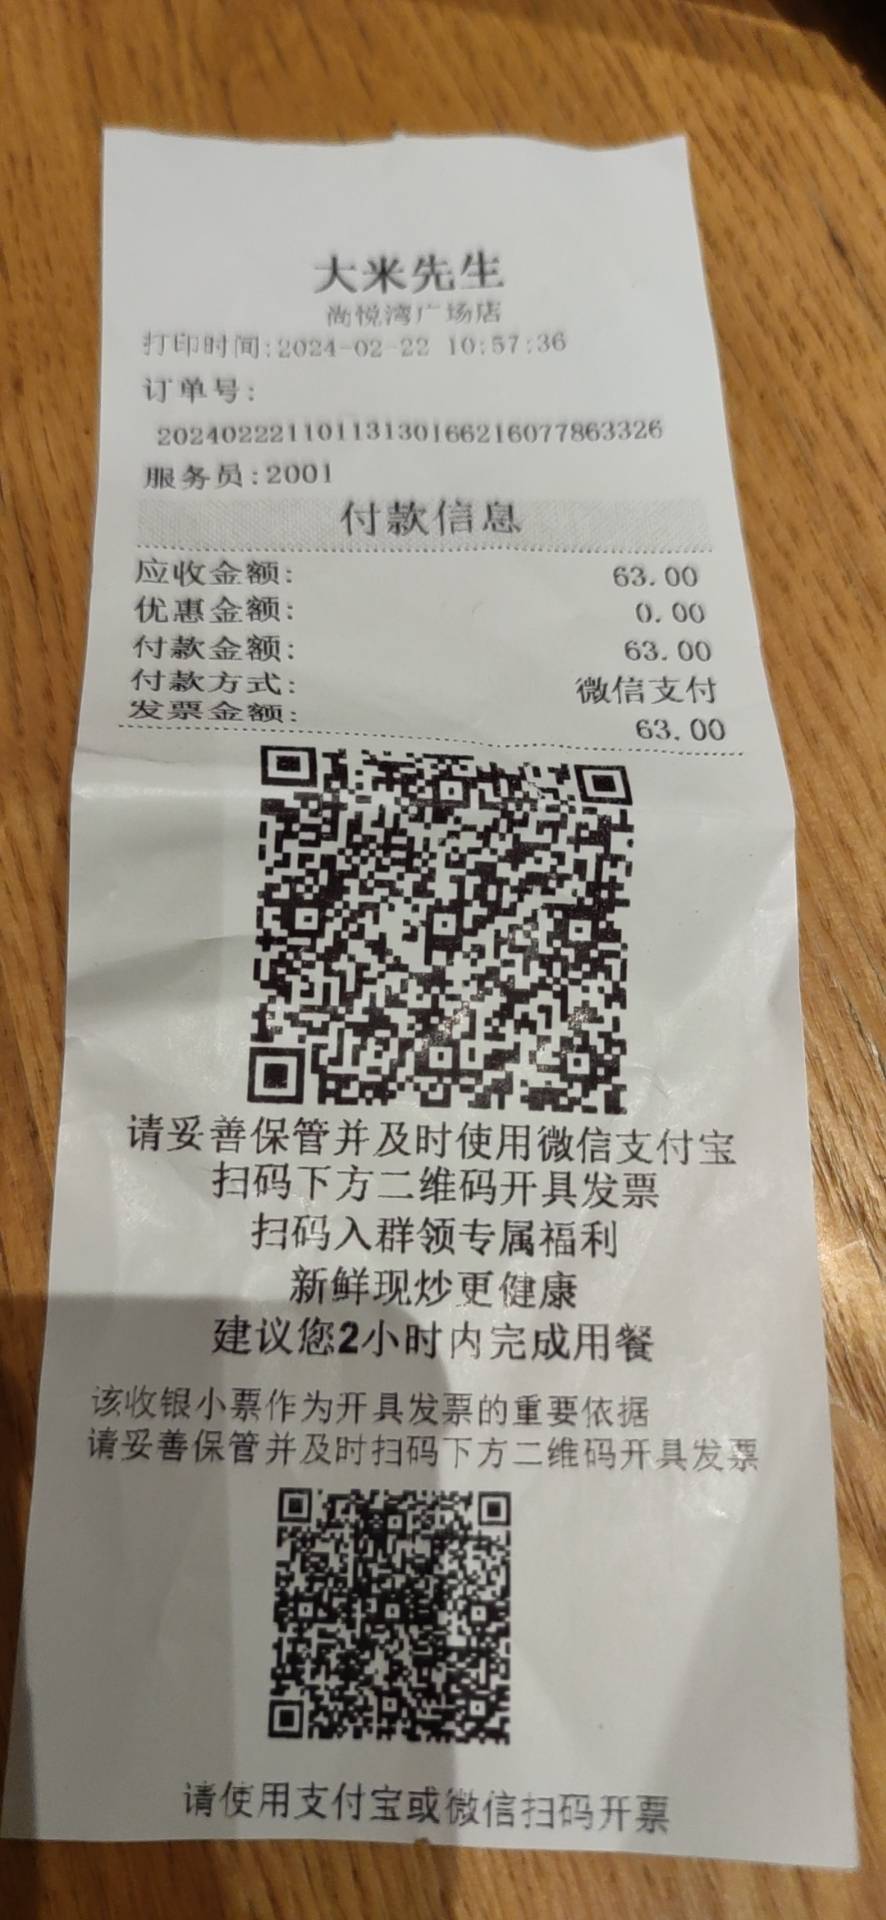 大米先生
尚悦湾广场店
打印时间:2024-02-22 10:57:36
订单号:
20240222110113130166216077863326
服务员:2001
付款信息
应收金额: 63.00
优惠金额: 0.00
付款金额: 63.00
付款方式: 微信支付
发票金额: 63.00
请妥善保管并及时使用微信支付宝
扫码下方二维码开具发票
扫码入群领专属福利
新鲜现炒更健康
建议您2小时内完成用餐
该收银小票作为开具发票的重要依据
请妥善保管并及时扫码下方二维码开具发票
请使用支付宝或微信扫码开票